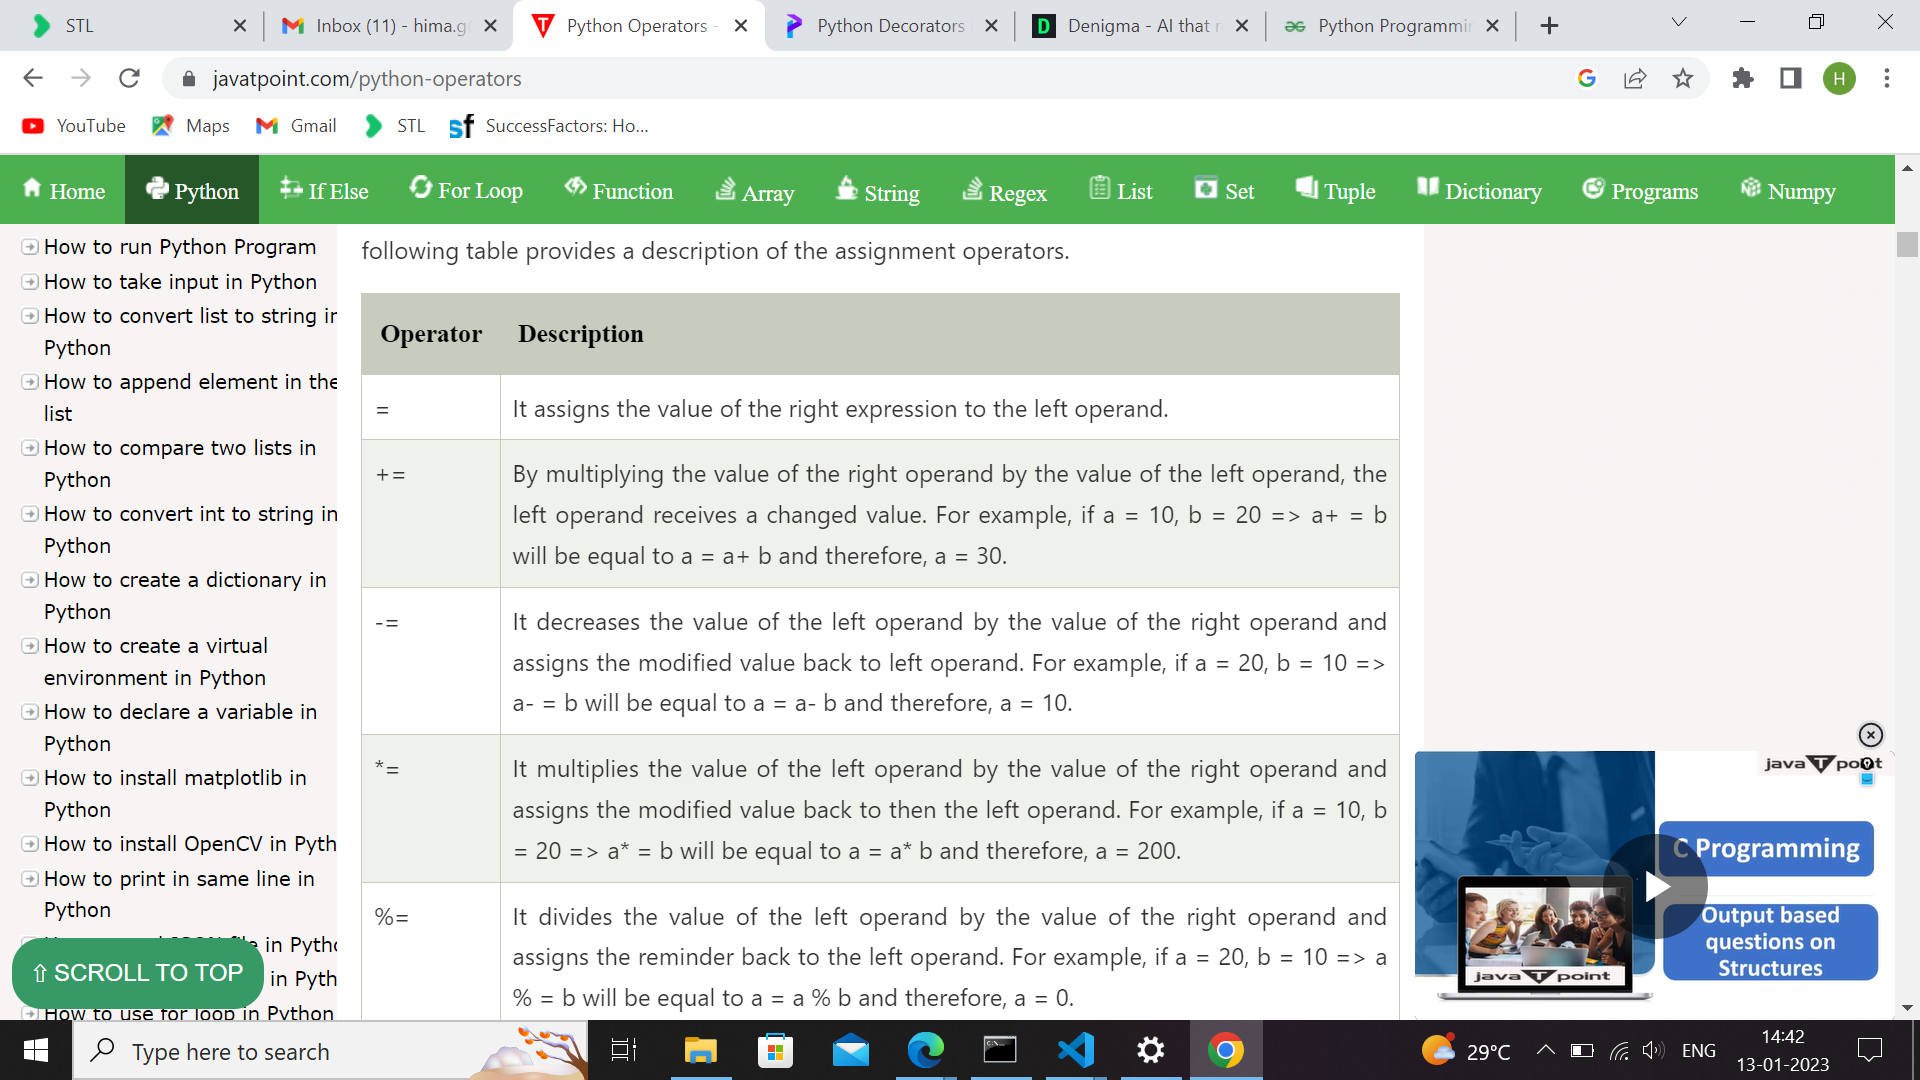 STL
Inbox (11) - hima.g
Python Operators -
Python Decorators
Denigma - AI that r
Python Programmin
javatpoint.com/python-operators
H
YouTube
Maps
Gmail
STL
SuccessFactors: Ho...
Home
Python
If Else
For Loop
Function
Array
String
Regex
List
Set
Tuple
Dictionary
Programs
Numpy
How to run Python Program
How to take input in Python
How to convert list to string in
Python
How to append element in the
list
How to compare two lists in
Python
How to convert int to string in
Python
How to create a dictionary in
Python
How to create a virtual
environment in Python
How to declare a variable in
Python
How to install matplotlib in
Python
How to install OpenCV in Pyth
How to print in same line in
Python
file in Pytho
in Pyth
How to use for loop in Python
⇧ SCROLL TO TOP
following table provides a description of the assignment operators.
Operator Description
= It assigns the value of the right expression to the left operand.
+= By multiplying the value of the right operand by the value of the left operand, the
left operand receives a changed value. For example, if a = 10, b = 20 => a+ = b
will be equal to a = a+ b and therefore, a = 30.
-= It decreases the value of the left operand by the value of the right operand and
assigns the modified value back to left operand. For example, if a = 20, b = 10 =>
a- = b will be equal to a = a- b and therefore, a = 10.
*= It multiplies the value of the left operand by the value of the right operand and
assigns the modified value back to then the left operand. For example, if a = 10, b
= 20 => a* = b will be equal to a = a* b and therefore, a = 200.
%= It divides the value of the left operand by the value of the right operand and
assigns the reminder back to the left operand. For example, if a = 20, b = 10 => a
% = b will be equal to a = a % b and therefore, a = 0.
java T point
C Programming
Output based
questions on
Structures
java T point
Type here to search
29°C
ENG
14:42
13-01-2023